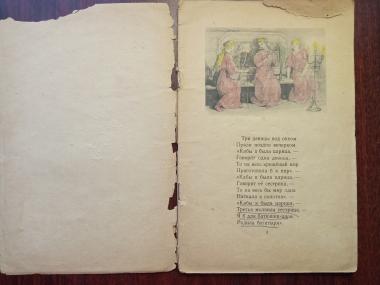 Три девицы под окном
Пряли поздно вечерком.
«Кабы я была царица, —
Говорит одна девица, —
То на весь крещёный мир
Приготовила б я пир». —
«Кабы я была царица, —
Говорит её сестрица, —
То на весь бы мир одна
Наткала я полотна». —
«Кабы я была царица, —
Третья молвила сестрица, —
Я б для батюшки-царя
Родила богатыря».